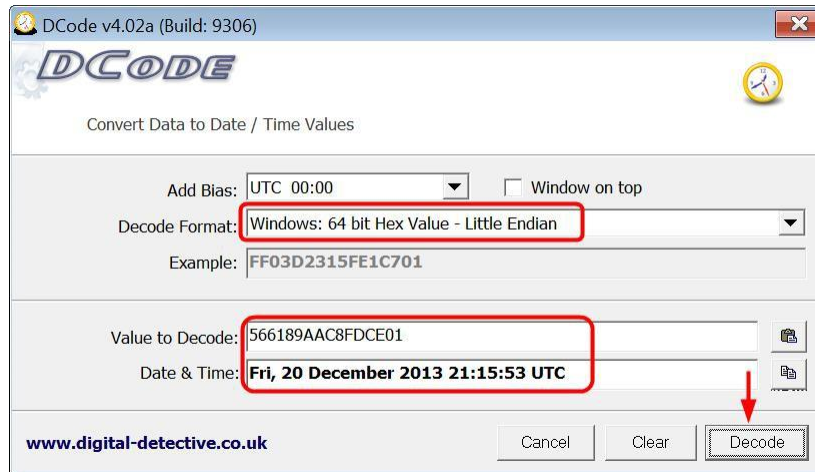 DCode v4.02a (Build: 9306)
DCODE
Convert Data to Date / Time Values
Add Bias: UTC 00:00 Window on top
Decode Format: Windows: 64 bit Hex Value - Little Endian
Example: FF03D2315FE1C701
Value to Decode: 566189AAC8FDCE01
Date & Time: Fri, 20 December 2013 21:15:53 UTC
www.digital-detective.co.uk Cancel Clear Decode